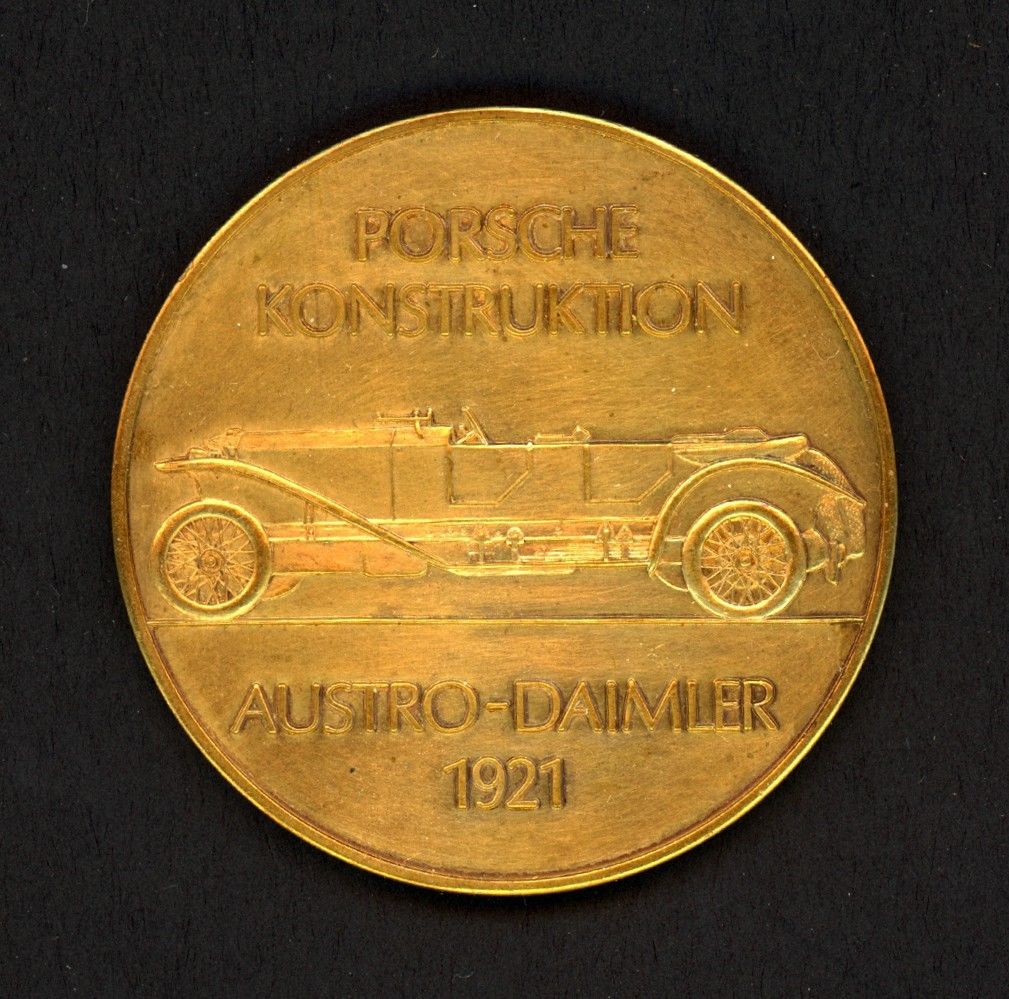 PORSCHE
KONSTRUKTION
AUSTRO-DAIMLER
1921